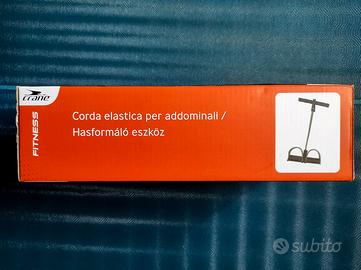 crane
FITNESS
Corda elastica per addominali /
Hasformáló eszköz
subito